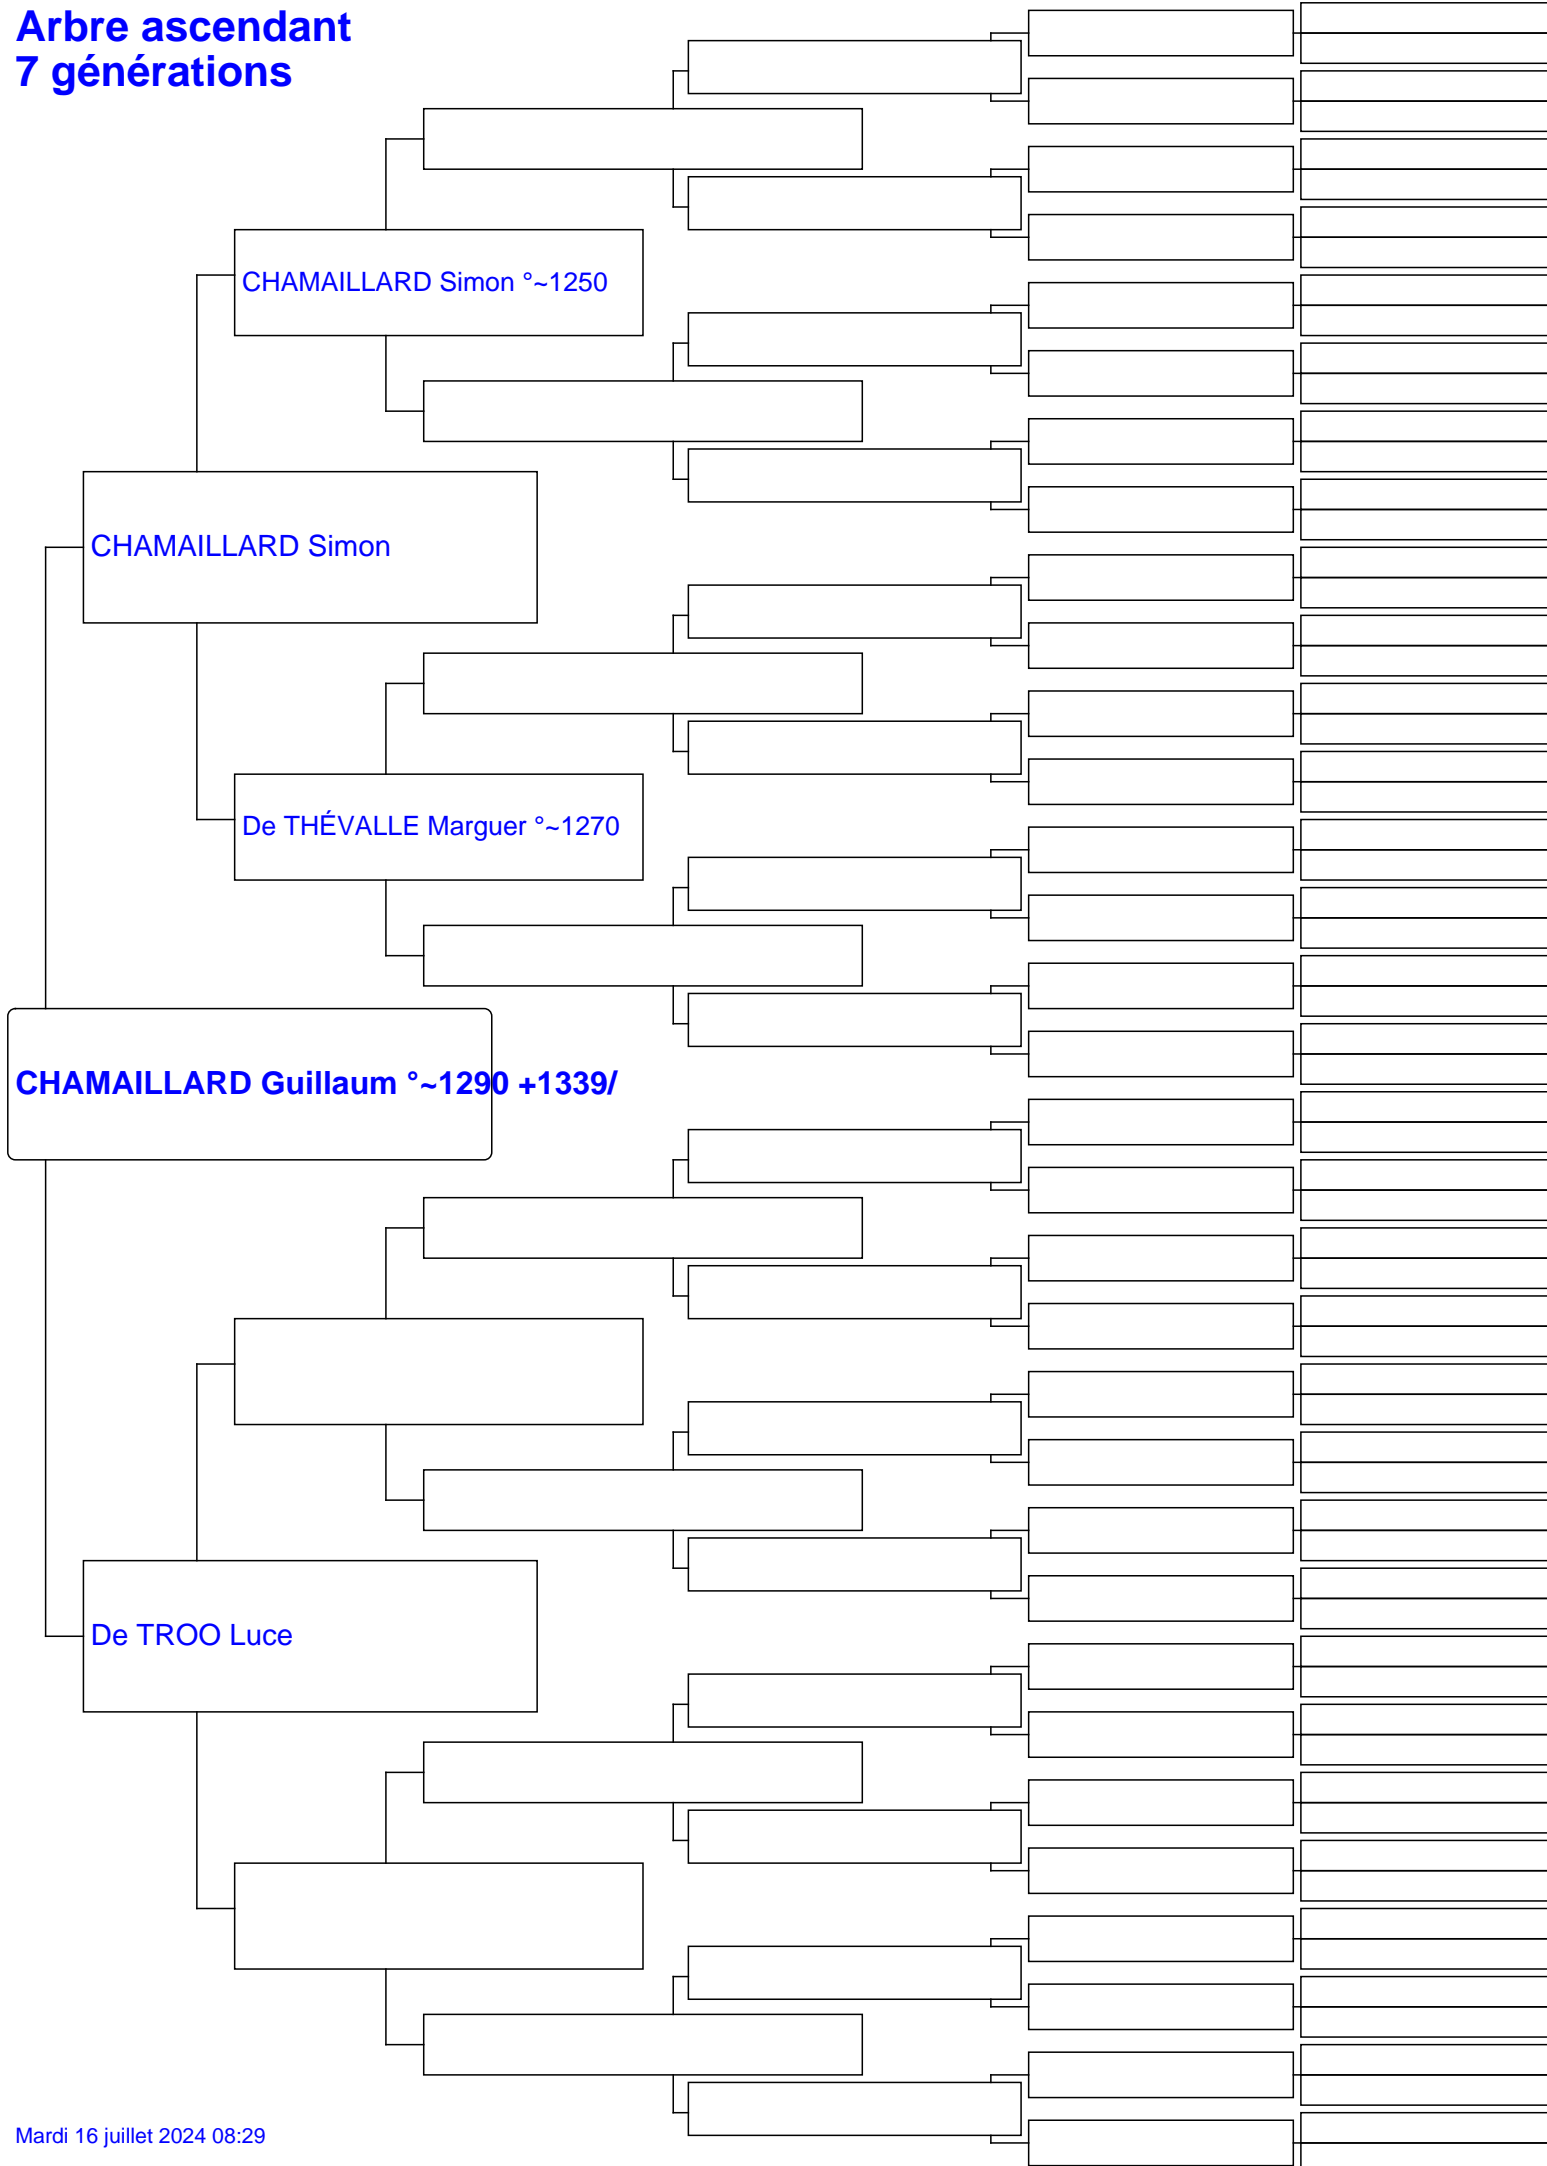 Arbre ascendant
7 générations
CHAMAILLARD Simon °~1250
CHAMAILLARD Simon
De THÉVALLE Marguer °~1270
CHAMAILLARD Guillaum °~1290 +1339/
De TROO Luce
Mardi 16 juillet 2024 08:29